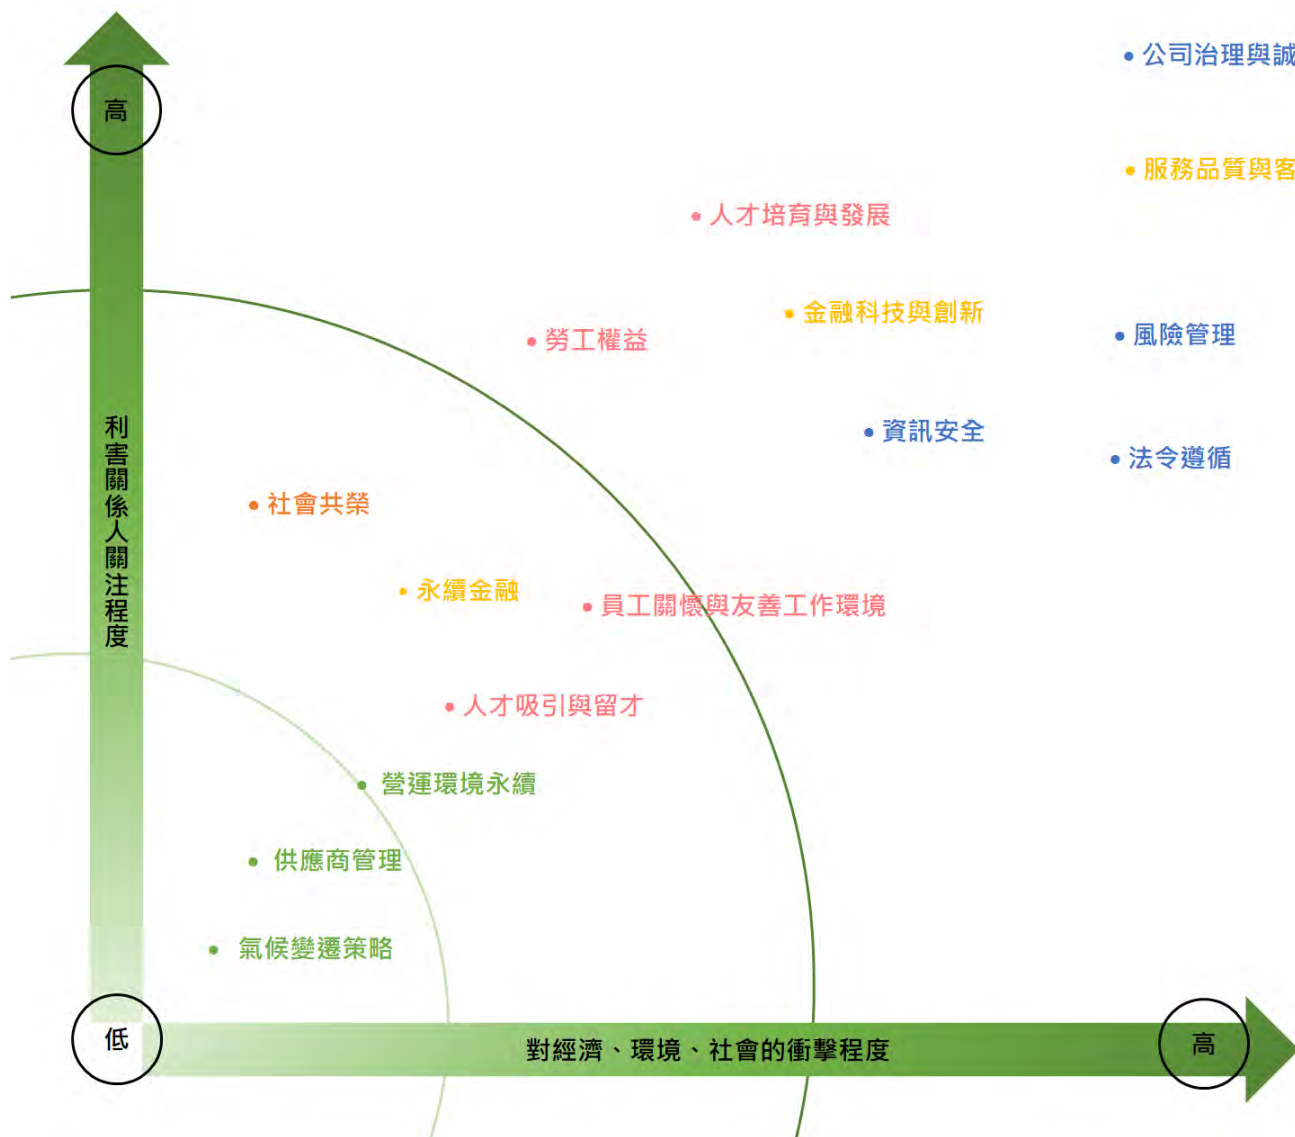 公司治理與誠
高
服務品質與客
人才培育與發展
金融科技與創新
風險管理
勞工權益
資訊安全
法令遵循
利害關係人關注程度
社會共榮
永續金融
員工關懷與友善工作環境
人才吸引與留才
營運環境永續
供應商管理
氣候變遷策略
低
對經濟、環境、社會的衝擊程度
高